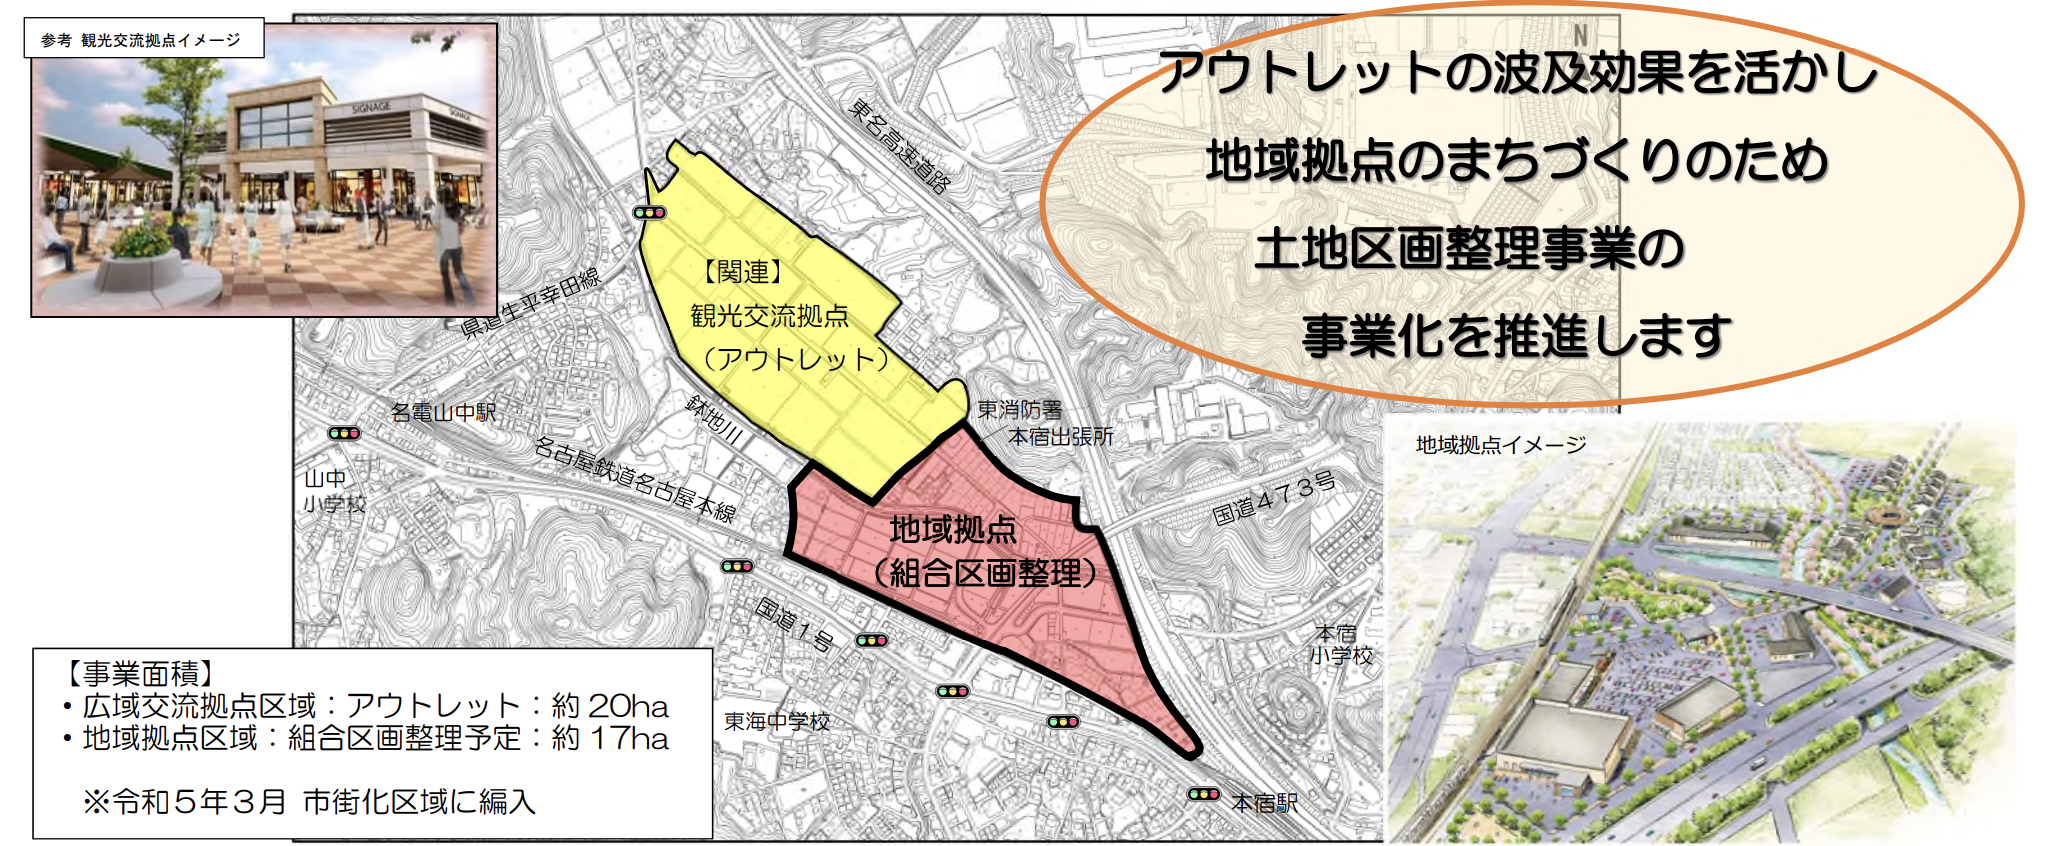 参考 観光交流拠点イメージ
SIGNAGE
SIGNAGE
N
アウトレットの波及効果を活かし
地域拠点のまちづくりのため
土地区画整理事業の
事業化を推進します
東名高速道路
【関連】
観光交流拠点
（アウトレット）
県道生平幸田線
名電山中駅
鉢地川
東消防署
本宿出張所
名古屋鉄道名古屋本線
山中
小学校
国道473号
地域拠点
（組合区画整理）
国道1号
本宿
小学校
東海中学校
本宿駅
地域拠点イメージ
【事業面積】
・広域交流拠点区域：アウトレット：約20ha
・地域拠点区域：組合区画整理予定：約17ha
※令和５年３月 市街化区域に編入